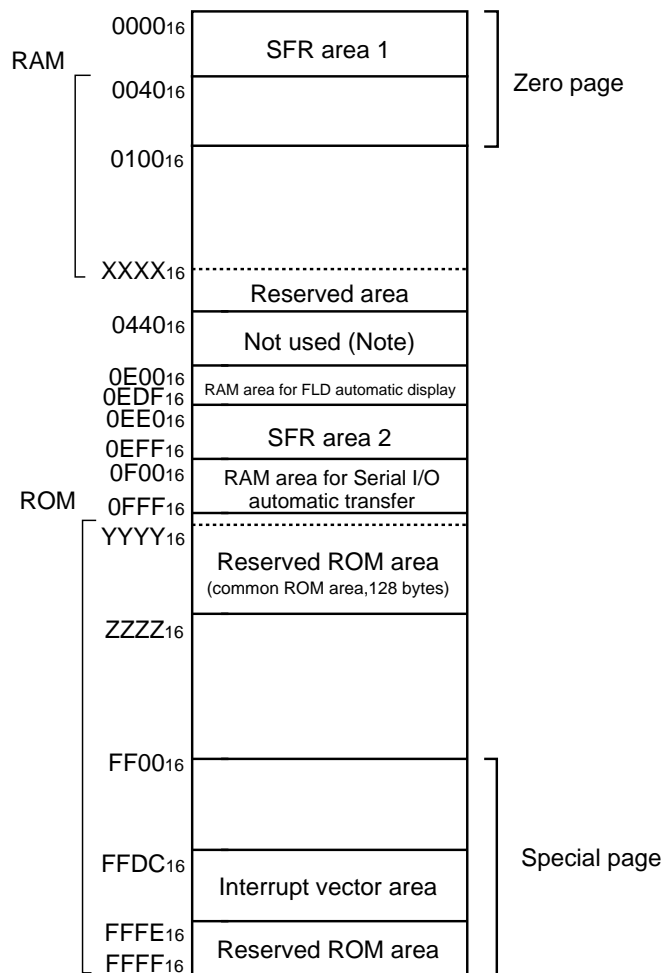 0000₁₆
SFR area 1
RAM
0040₁₆
Zero page
0100₁₆
XXXX₁₆
Reserved area
0440₁₆
Not used (Note)
0E00₁₆
RAM area for FLD automatic display
0EDF₁₆
0EE0₁₆
SFR area 2
0EFF₁₆
0F00₁₆
RAM area for Serial I/O
automatic transfer
0FFF₁₆
ROM
YYYY₁₆
Reserved ROM area
(common ROM area,128 bytes)
ZZZZ₁₆
FF00₁₆
FFDC₁₆
Special page
Interrupt vector area
FFFE₁₆
Reserved ROM area
FFFF₁₆